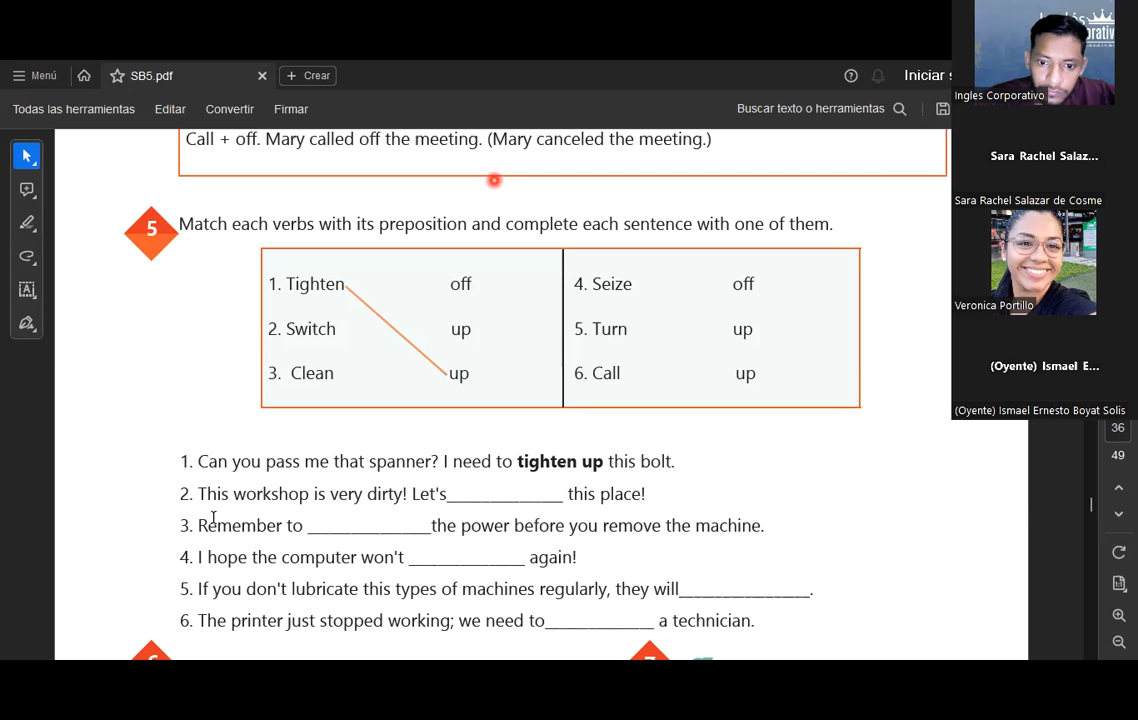 Menú
SB5.pdf
Crear
Iniciar s
Todas las herramientas
Editar
Convertir
Firmar
Buscar texto o herramientas
Call + off. Mary called off the meeting. (Mary canceled the meeting.)
5
Match each verbs with its preposition and complete each sentence with one of them.
1. Tighten off 4. Seize off
2. Switch up 5. Turn up
3. Clean up 6. Call up
1. Can you pass me that spanner? I need to tighten up this bolt.
2. This workshop is very dirty! Let's______________ this place!
3. Remember to _______________the power before you remove the machine.
4. I hope the computer won't ______________ again!
5. If you don't lubricate this types of machines regularly, they will________________.
6. The printer just stopped working; we need to_____________ a technician.
Ingles Corporativo
Sara Rachel Salaz...
Sara Rachel Salazar de Cosme
Veronica Portillo
(Oyente) Ismael E...
(Oyente) Ismael Ernesto Boyat Solis
36
49